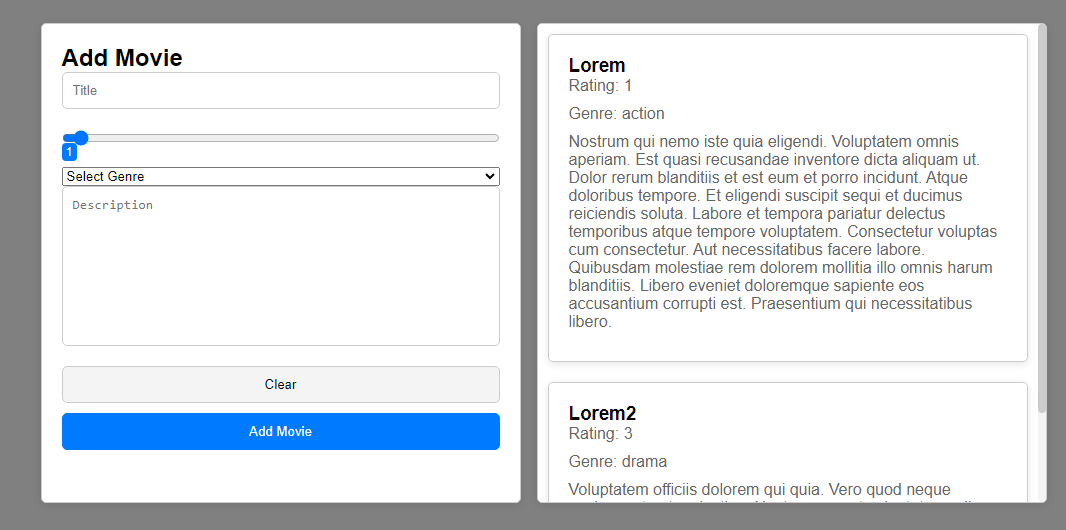 Add Movie
Title
1
Select Genre
Description
Clear
Add Movie
Lorem
Rating: 1
Genre: action
Nostrum qui nemo iste quia eligendi. Voluptatem omnis
aperiam. Est quasi recusandae inventore dicta aliquam ut.
Dolor rerum blanditiis et est eum et porro incidunt. Atque
doloribus tempore. Et eligendi suscipit sequi et ducimus
reiciendis soluta. Labore et tempora pariatur delectus
temporibus atque tempore voluptatem. Consectetur voluptas
cum consectetur. Aut necessitatibus facere labore.
Quibusdam molestiae rem dolorem mollitia illo omnis harum
blanditiis. Libero eveniet doloremque sapiente eos
accusantium corrupti est. Praesentium qui necessitatibus
libero.
Lorem2
Rating: 3
Genre: drama
Voluptatem officiis dolorem qui quia. Vero quod neque